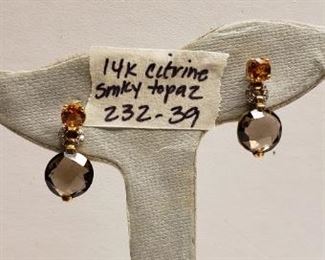 14K citrine
smky topaz
232-39